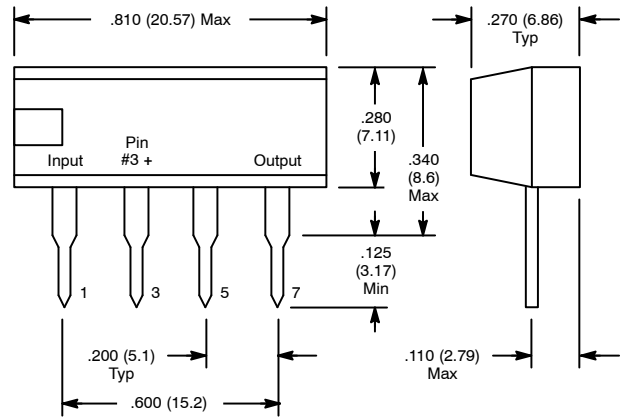 .810 (20.57) Max
.270 (6.86)
Typ
Input
Pin
#3 +
Output
.280
(7.11)
.340
(8.6)
Max
.125
(3.17)
Min
1
3
5
7
.200 (5.1)
Typ
.110 (2.79)
Max
.600 (15.2)